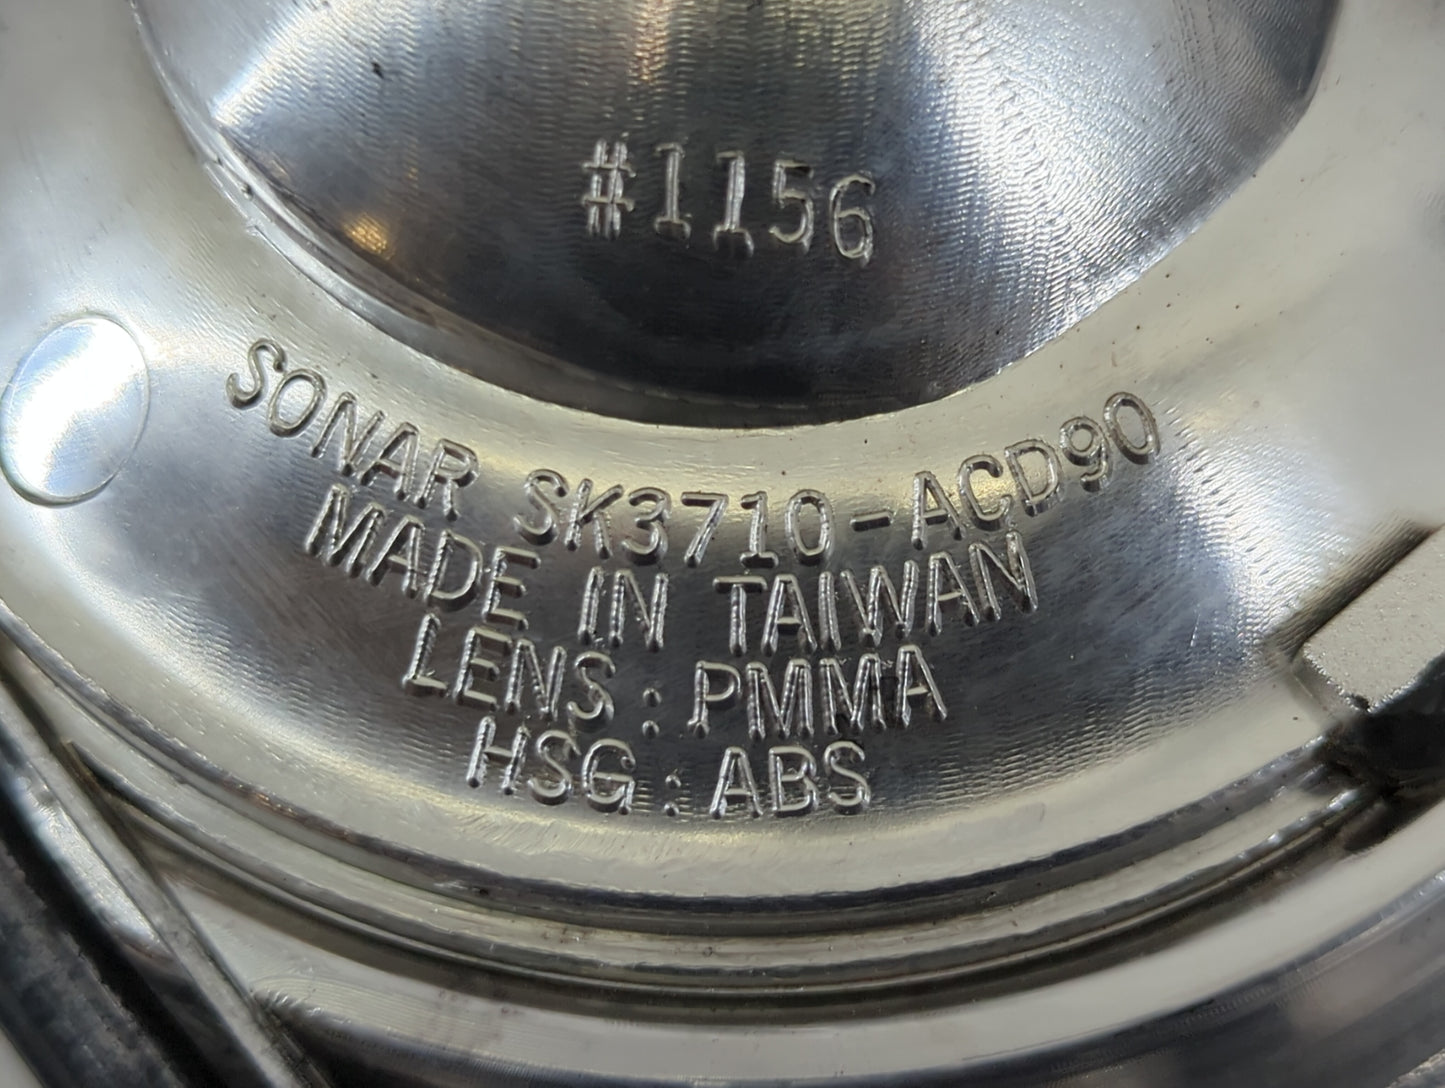 #1156
SONAR SK3710-ACD90
MADE IN TAIWAN
LENS: PMMA
HSG: ABS